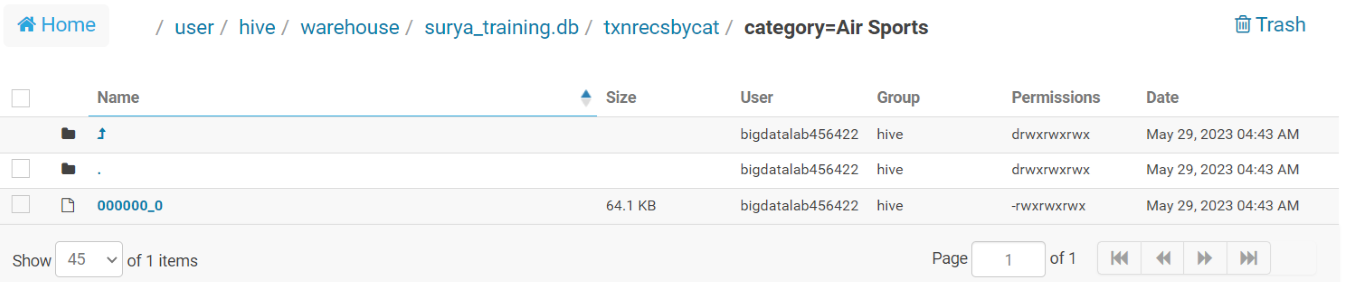 Home / user / hive / warehouse / surya_training.db / txnrecsbycat / category=Air Sports Trash
Name Size User Group Permissions Date
bigdatalab456422 hive drwxrwxrwx May 29, 2023 04:43 AM
. bigdatalab456422 hive drwxrwxrwx May 29, 2023 04:43 AM
000000_0 64.1 KB bigdatalab456422 hive -rwxrwxrwx May 29, 2023 04:43 AM
Show 45 of 1 items Page 1 of 1